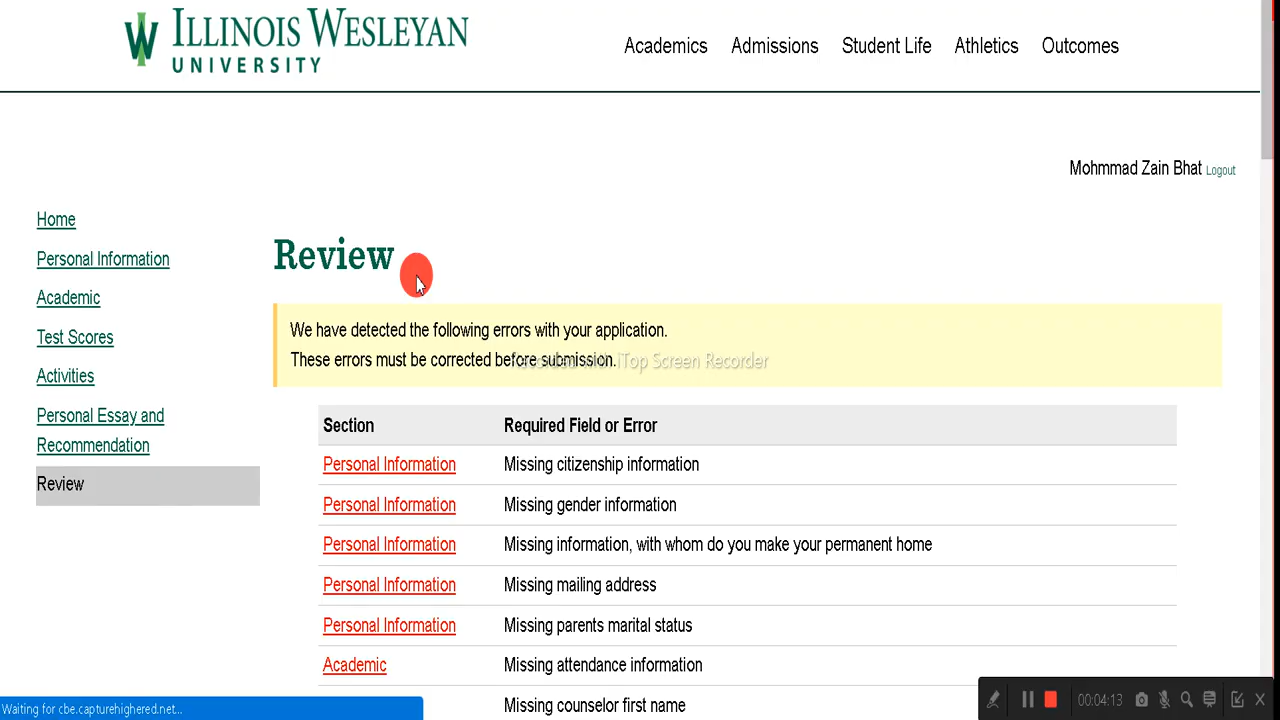 ILLINOIS WESLEYAN
UNIVERSITY
Academics Admissions Student Life Athletics Outcomes
Mohmmad Zain Bhat Logout
Home
Personal Information
Academic
Test Scores
Activities
Personal Essay and
Recommendation
Review
Review
We have detected the following errors with your application.
These errors must be corrected before submission.
Recorded with iTop Screen Recorder
Section Required Field or Error
Personal Information Missing citizenship information
Personal Information Missing gender information
Personal Information Missing information, with whom do you make your permanent home
Personal Information Missing mailing address
Personal Information Missing parents marital status
Academic Missing attendance information
Missing counselor first name
Waiting for cbe.capturehighered.net...
00:04:13